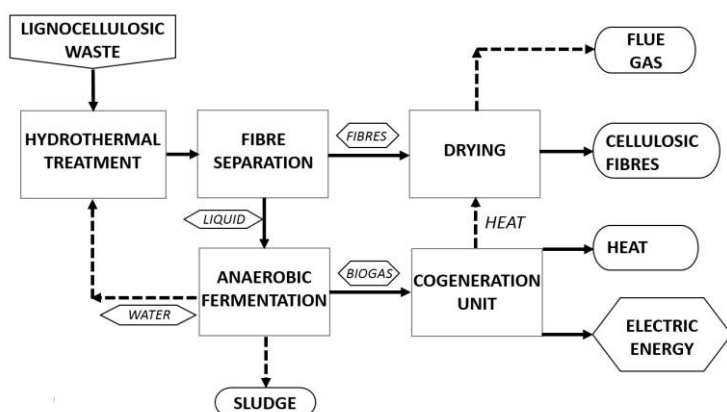 LIGNOCELLULOSIC
WASTE
FLUE
GAS
HYDROTHERMAL
TREATMENT
FIBRE
SEPARATION
FIBRES
DRYING
CELLULOSIC
FIBRES
LIQUID
HEAT
ANAEROBIC
FERMENTATION
BIOGAS
COGENERATION
UNIT
HEAT
WATER
ELECTRIC
ENERGY
SLUDGE